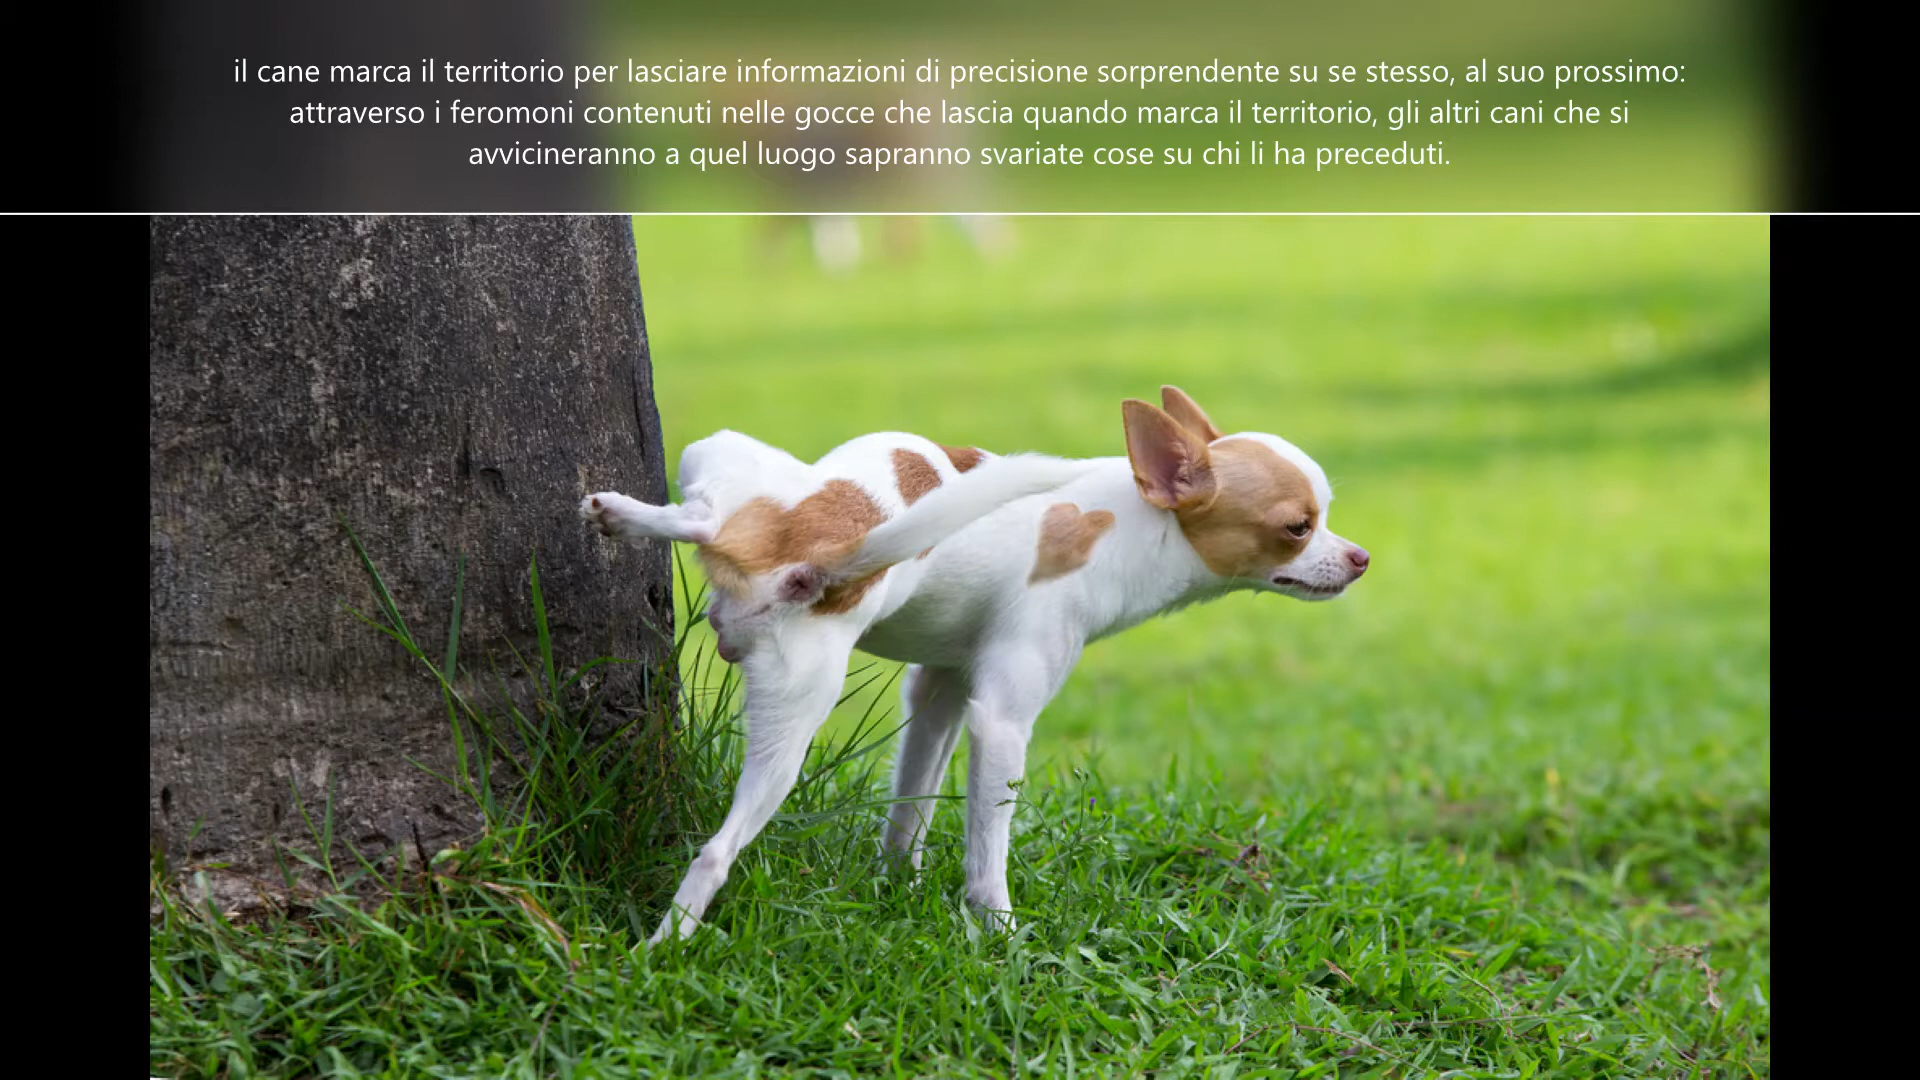 il cane marca il territorio per lasciare informazioni di precisione sorprendente su se stesso, al suo prossimo:
attraverso i feromoni contenuti nelle gocce che lascia quando marca il territorio, gli altri cani che si
avvicineranno a quel luogo sapranno svariate cose su chi li ha preceduti.